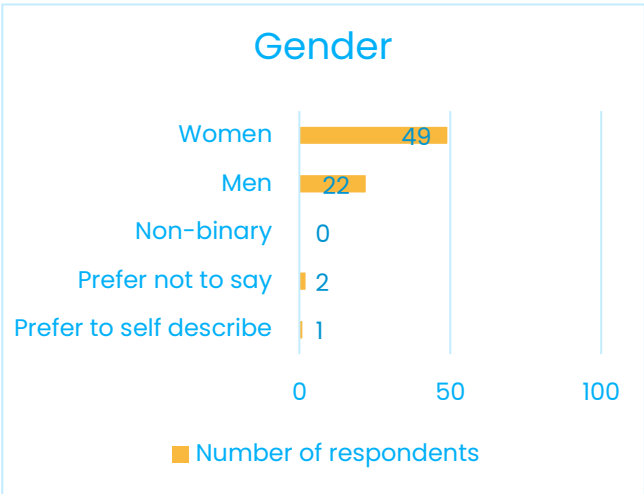 Gender
Women 49
Men 22
Non-binary 0
Prefer not to say 2
Prefer to self describe 1
0 50 100
Number of respondents